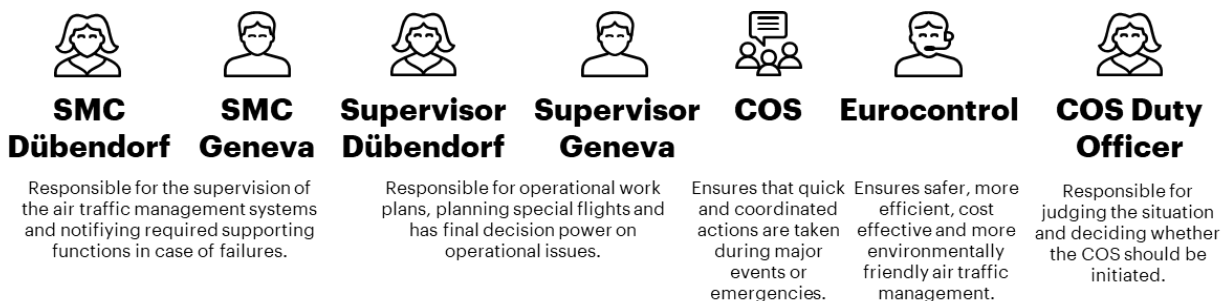 SMC
Dübendorf
SMC
Geneva
Supervisor
Dübendorf
Supervisor
Geneva
COS
Eurocontrol
COS Duty
Officer
Responsible for the supervision of
the air traffic management systems
and notifiying required supporting
functions in case of failures.
Responsible for operational work
plans, planning special flights and
has final decision power on
operational issues.
Ensures that quick
and coordinated
actions are taken
during major
events or
emergencies.
Ensures safer, more
efficient, cost
effective and more
environmentally
friendly air traffic
management.
Responsible for
judging the situation
and deciding whether
the COS should be
initiated.